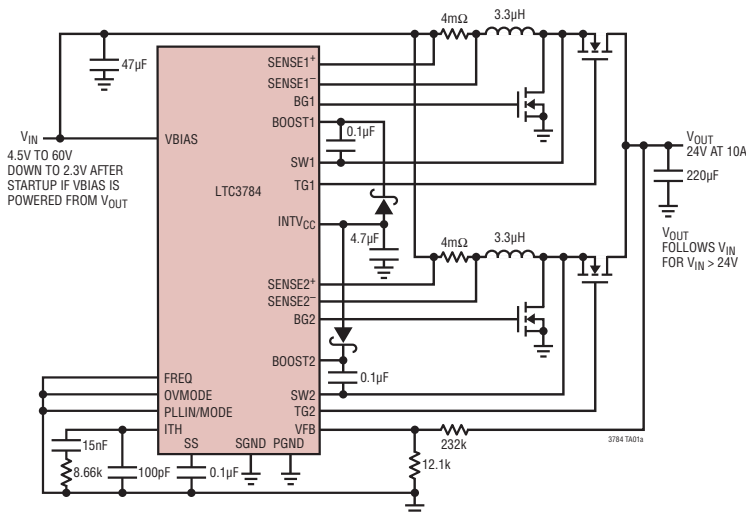 4mΩ
3.3μH
47μF
SENSE1+
SENSE1–
BG1
BOOST1
0.1μF
VIN
VBIAS
4.5V TO 60V
DOWN TO 2.3V AFTER
STARTUP IF VBIAS IS
POWERED FROM VOUT
SW1
LTC3784
TG1
VOUT
24V AT 10A
220μF
INTVCC
4.7μF
VOUT
FOLLOWS VIN
FOR VIN > 24V
4mΩ
3.3μH
SENSE2+
SENSE2–
BG2
BOOST2
0.1μF
FREQ
OVMODE
SW2
PLLIN/MODE
TG2
ITH
VFB
232k
3784 TA01a
SS
SGND
PGND
15nF
8.66k
100pF
0.1μF
12.1k